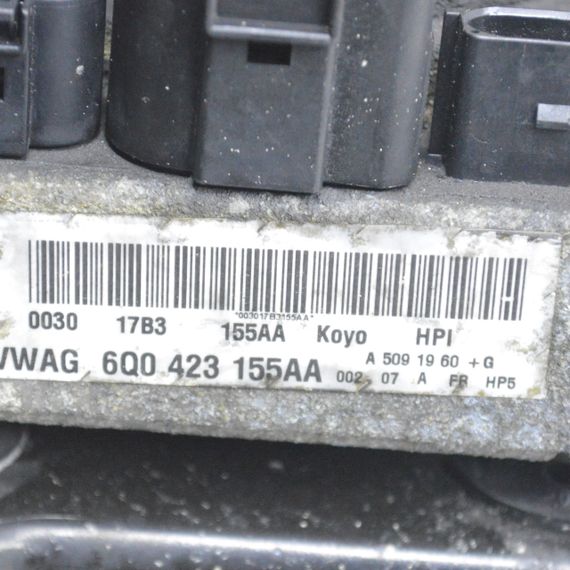 *003017B3155AA*
0030 17B3 155AA Koyo HPI
VWAG 6Q0 423 155AA
A 509 19 60 +G
002 07 A FR HP5